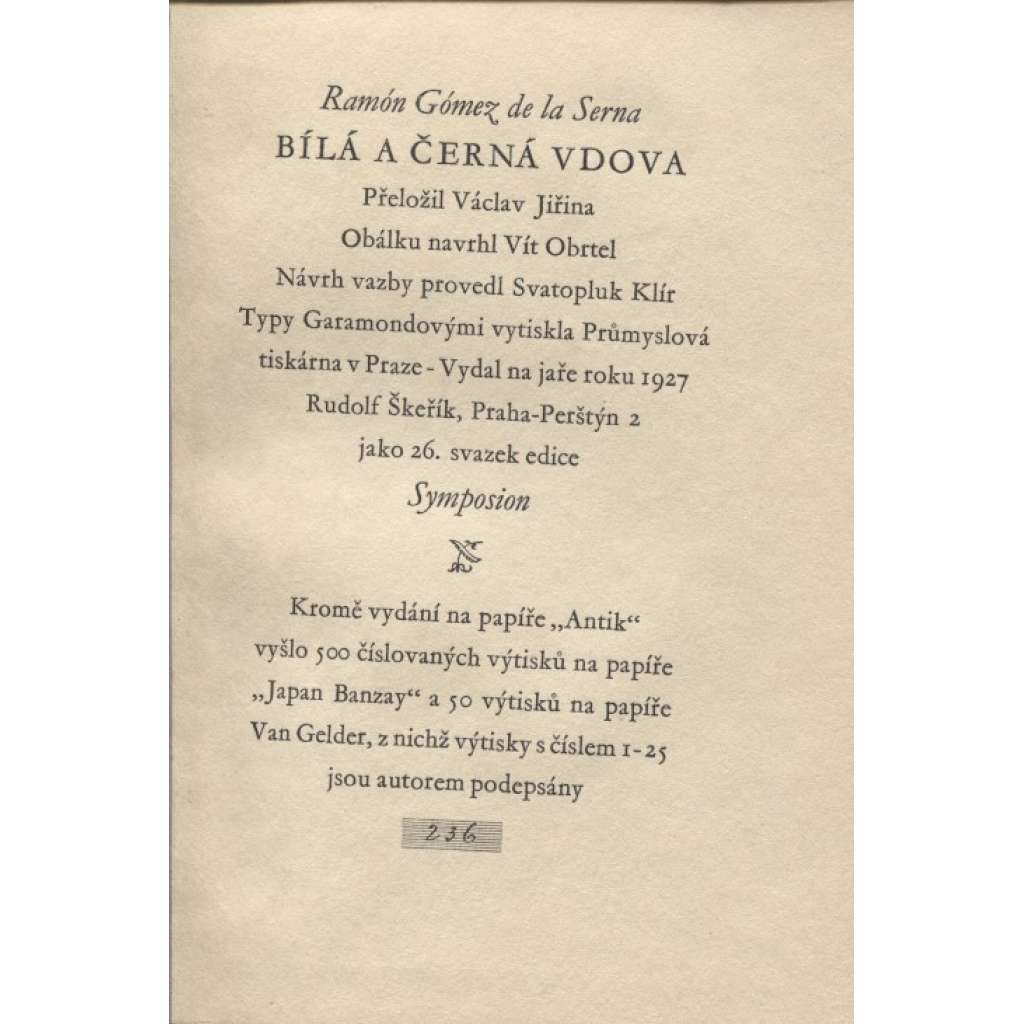 Ramón Gómez de la Serna
BÍLÁ A ČERNÁ VDOVA
Přeložil Václav Jiřina
Obálku navrhl Vít Obrtel
Návrh vazby provedl Svatopluk Klír
Typy Garamondovými vytiskla Průmyslová
tiskárna v Praze - Vydal na jaře roku 1927
Rudolf Škeřík, Praha-Perštýn 2
jako 26. svazek edice
Symposion
Kromě vydání na papíře „Antik“
vyšlo 500 číslovaných výtisků na papíře
„Japan Banzay“ a 50 výtisků na papíře
Van Gelder, z nichž výtisky s číslem 1-25
jsou autorem podepsány
236